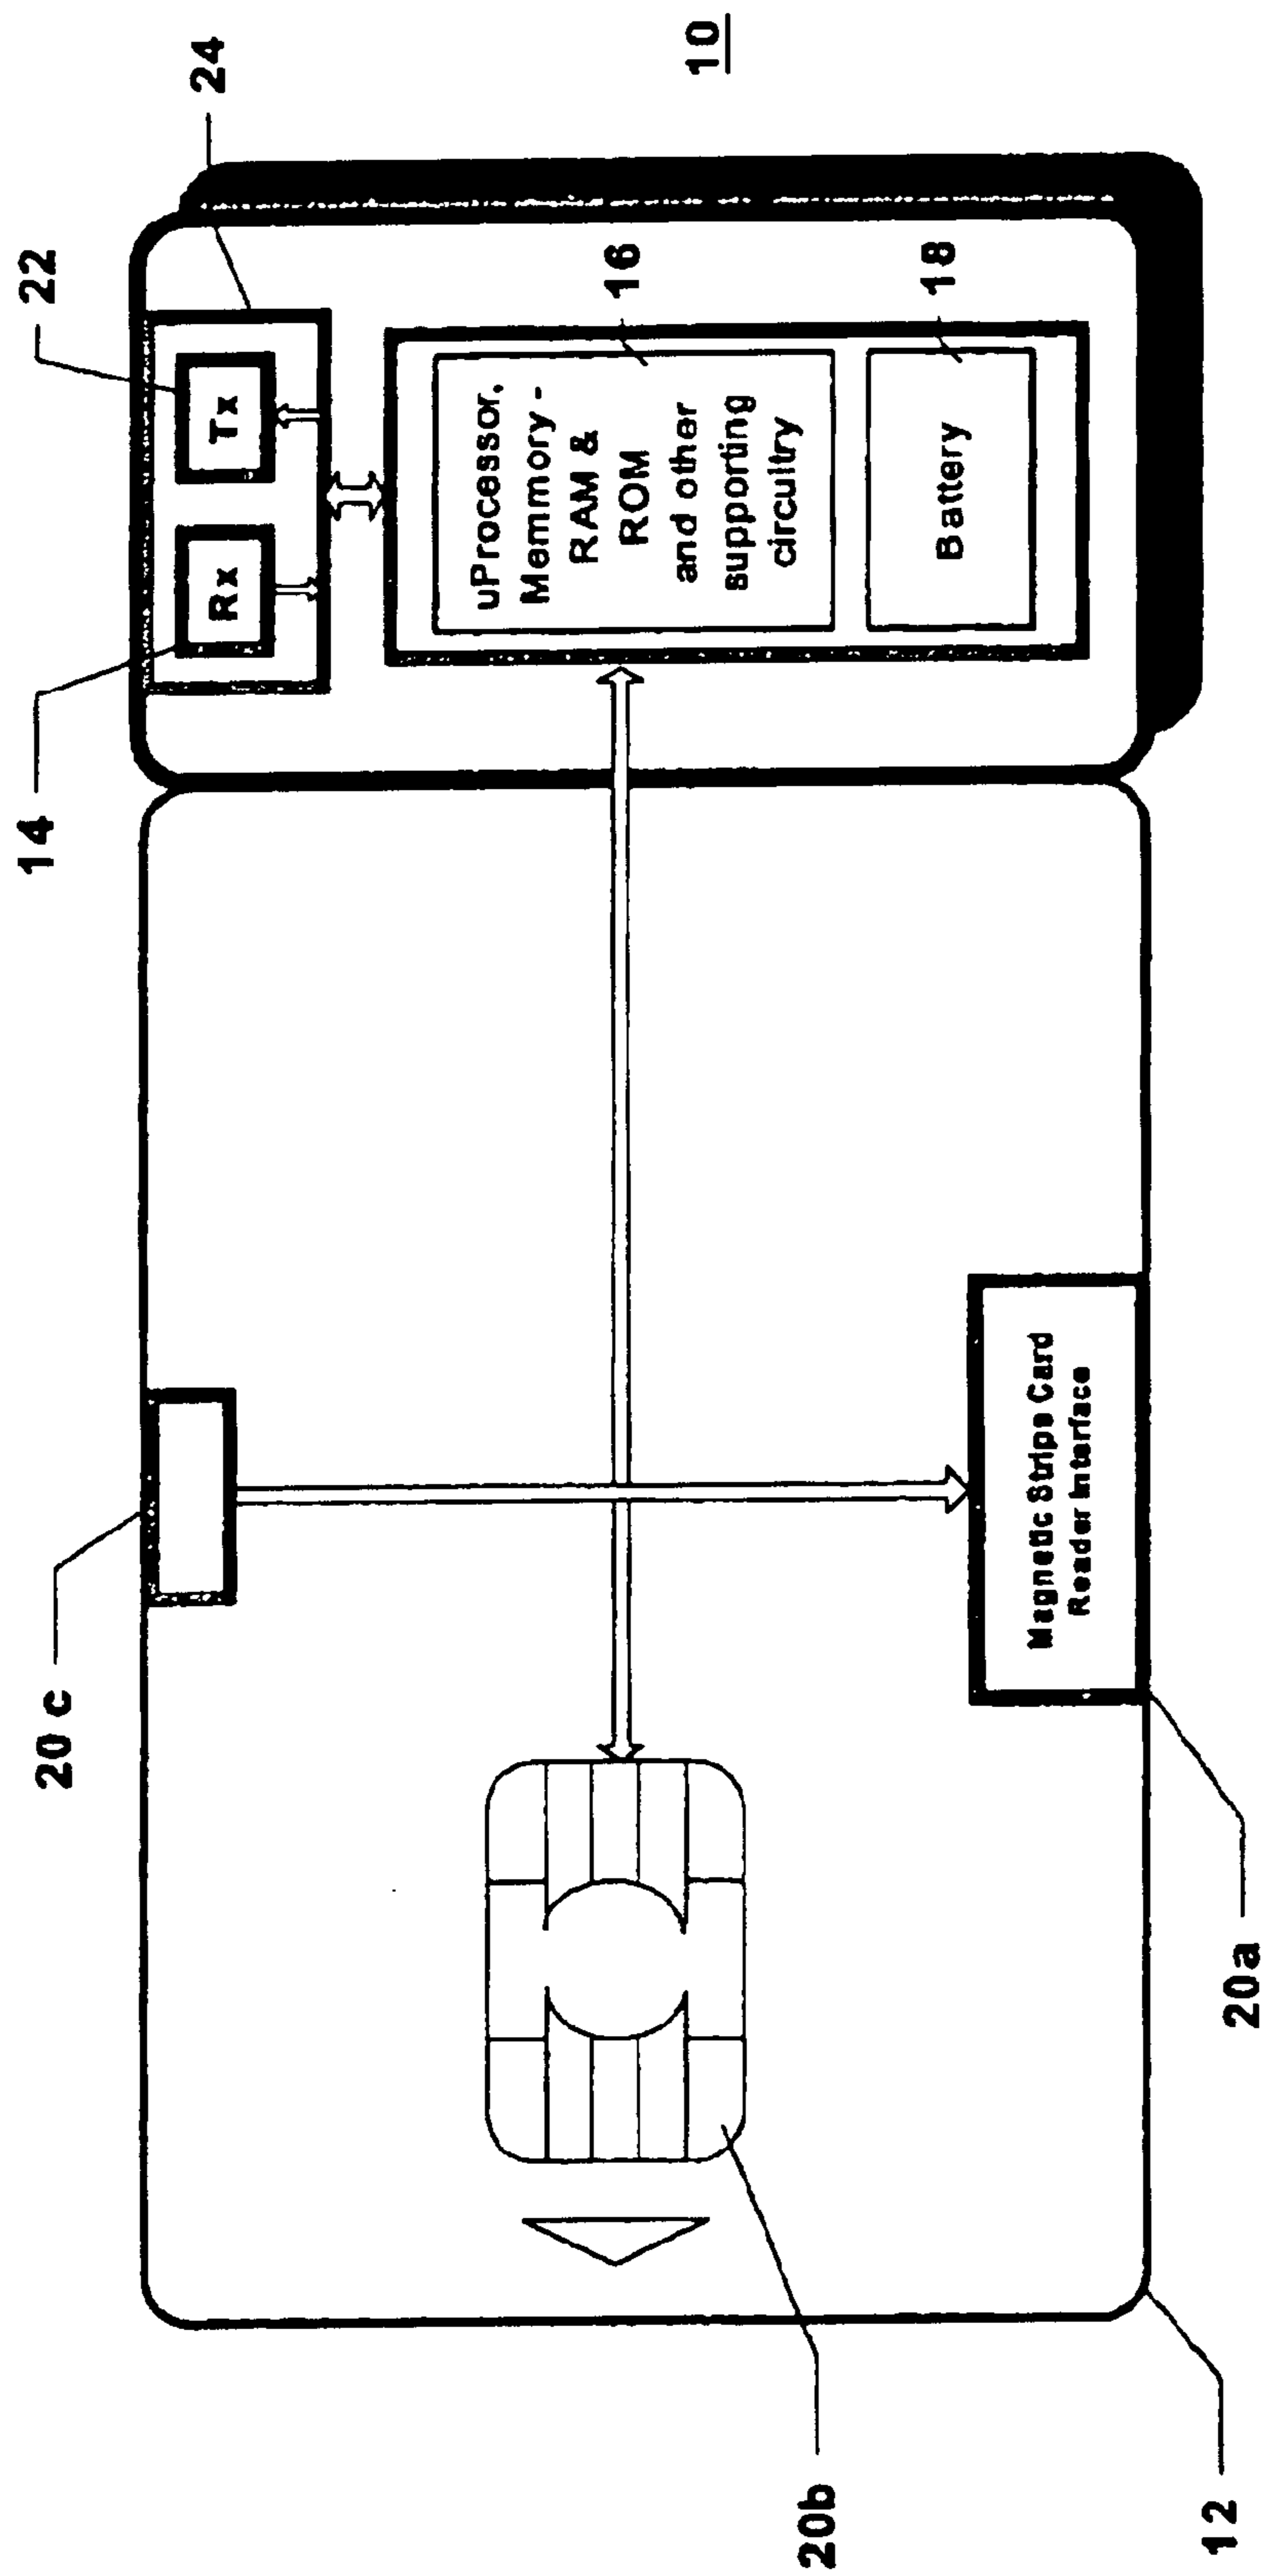 20 c
14
22
24
Rx
Tx
uProcessor,
Memmory -
RAM &
ROM
and other
supporting
circultry
16
10
20b
Battery
18
Magnetic Stripe Card
Reader Interface
12
20a